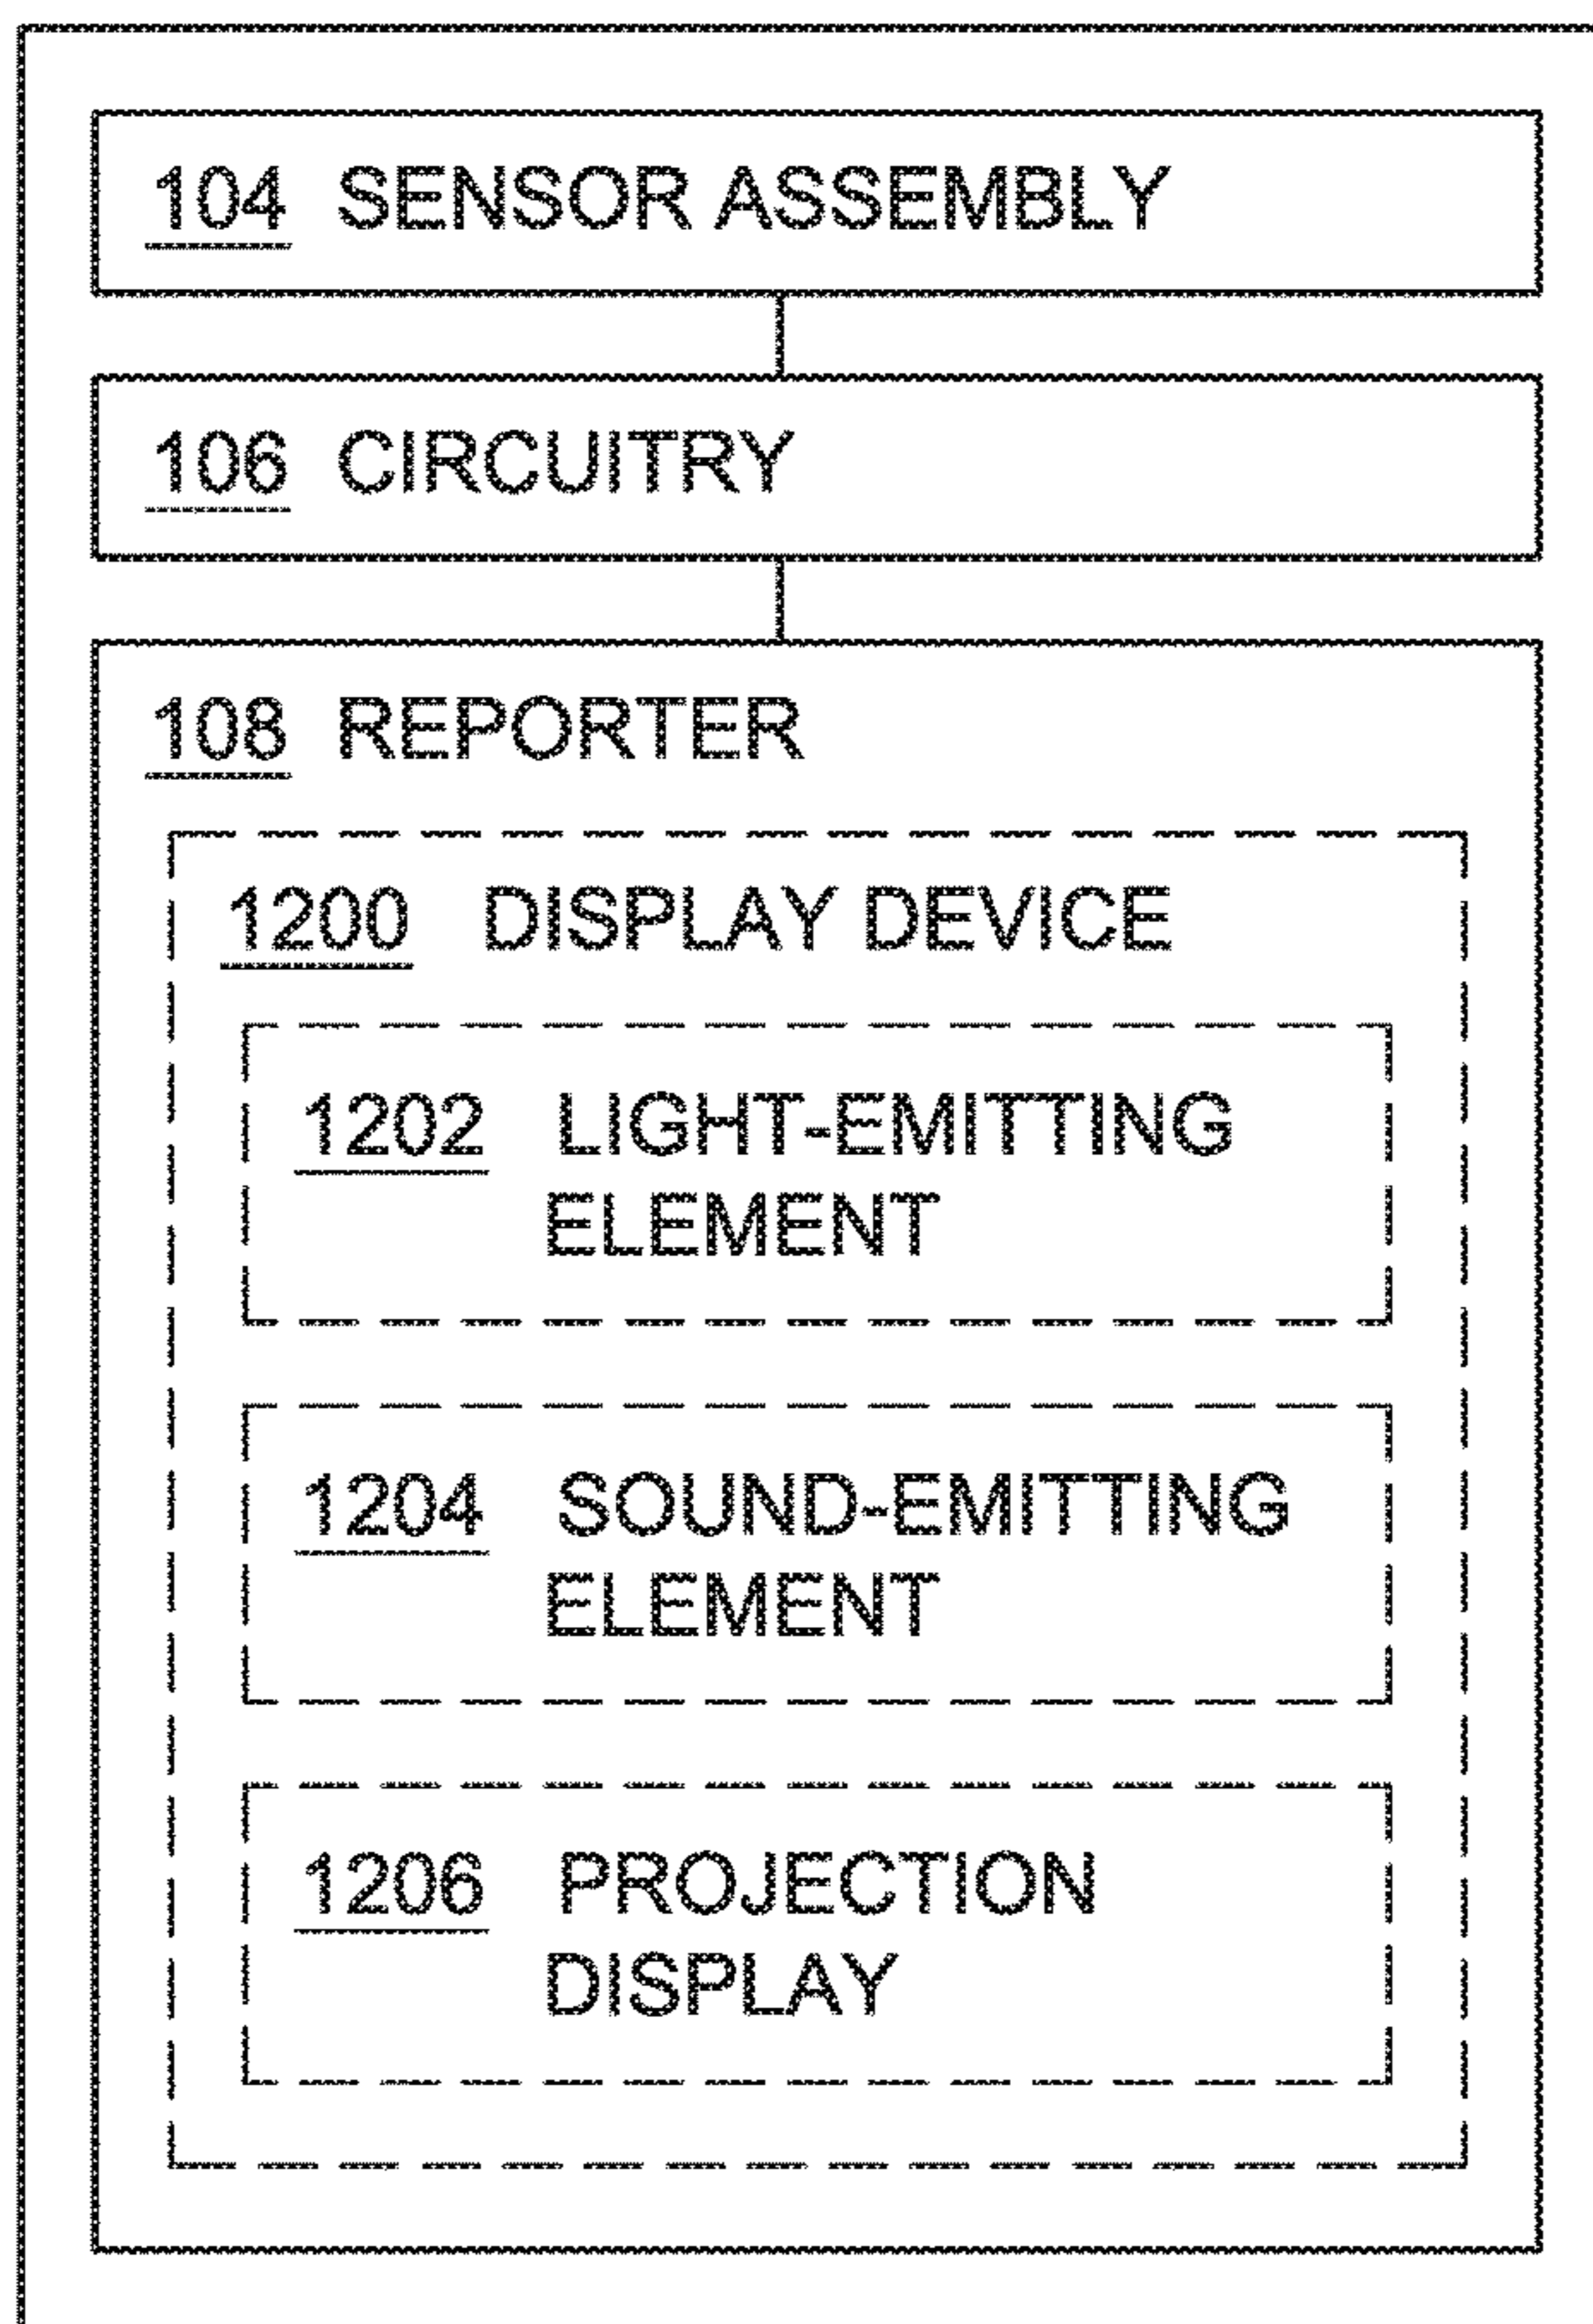 104 SENSOR ASSEMBLY
106 CIRCUITRY
108 REPORTER
1200 DISPLAY DEVICE
1202 LIGHT-EMITTING
ELEMENT
1204 SOUND-EMITTING
ELEMENT
1206 PROJECTION
DISPLAY